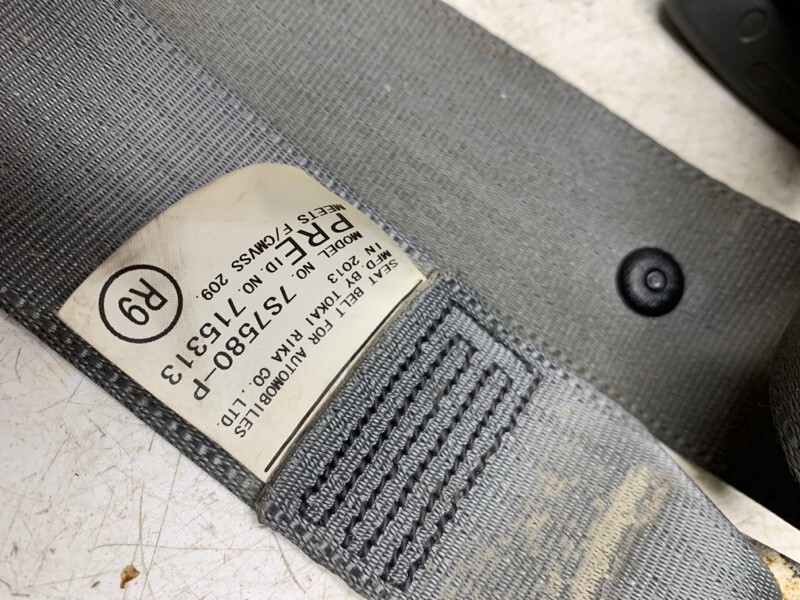 SEAT BELT FOR AUTOMOBILES
MFD. BY TOKAI RIKA CO., LTD.
IN 2013
MODEL NO. 7S7580-P
PRE ID. NO. 715313
MEETS F/CMVSS 209.
R9